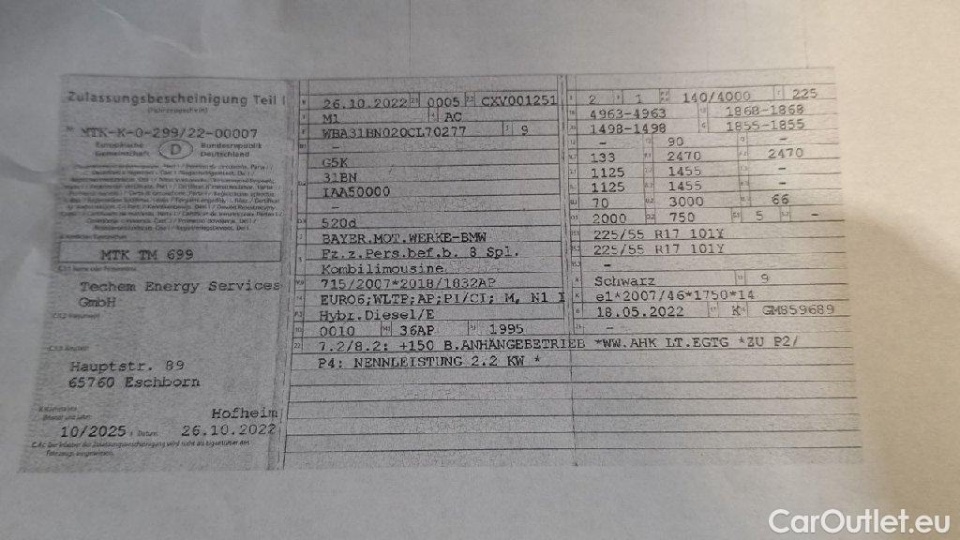 Zulassungsbescheinigung Teil I
(Fahrzeugschein)
MTK-K-0-299/22-00007
Europäische Gemeinschaft D Bundesrepublik Deutschland
MTK TM 699
Techem Energy Services
GmbH
Hauptstr. 89
65760 Eschborn
Hofheim
10/2025 Datum 26.10.2022
26.10.2022 0005 CXV001251
M1 AC
WBA31BN020CL70277 9
-
G5K
31BN
IAA50000
-
520d
BAYER.MOT.WERKE-BMW
Fz.z.Pers.bef.b. 8 Spl.
Kombilimousine
715/2007*2018/1832AP
EURO6;WLTP;AP;PI/CI; M, N1 I
Hybr.Diesel/E
0010 36AP 1995
7.2/8.2: +150 B.ANHÄNGEBETRIEB *WW.AHK LT.EGTG *ZU P2/
P4: NENNLEISTUNG 2.2 KW *
2 1 140/4000 225
4963-4963 1868-1868
1498-1498 1855-1855
- 90 -
133 2470 2470
1125 1455 -
1125 1455 -
70 3000 66
2000 750 5 -
225/55 R17 101Y
225/55 R17 101Y
-
Schwarz 9
e1*2007/46*1750*14
18.05.2022 K GM859689
-
CarOutlet.eu